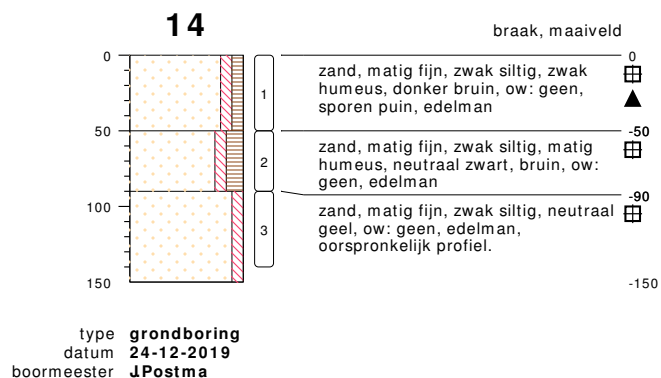 14
braak, maaiveld
0
0
zand, matig fijn, zwak siltig, zwak
humeus, donker bruin, ow: geen,
sporen puin, edelman
1
50
-50
zand, matig fijn, zwak siltig, matig
humeus, neutraal zwart, bruin, ow:
geen, edelman
2
-90
100
zand, matig fijn, zwak siltig, neutraal
geel, ow: geen, edelman,
oorspronkelijk profiel.
3
150
-150
type grondboring
datum 24-12-2019
boormeester J.Postma